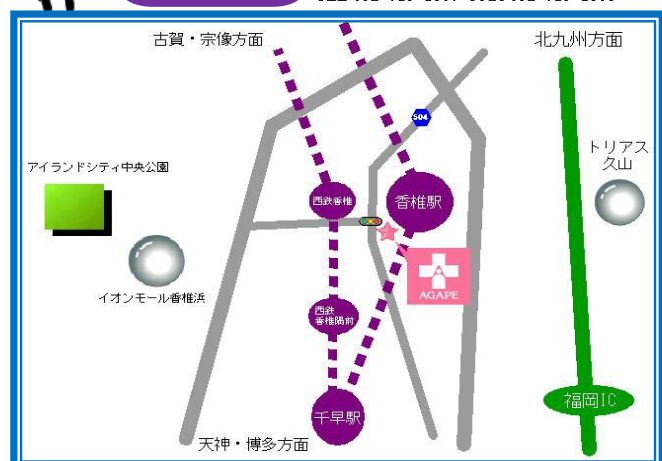 古賀・宗像方面
北九州方面
504
トリアス
久山
アイランドシティ中央公園
西鉄香椎
香椎駅
イオンモール香椎浜
AGAPE
西鉄
香椎隅前
千早駅
福岡IC
天神・博多方面